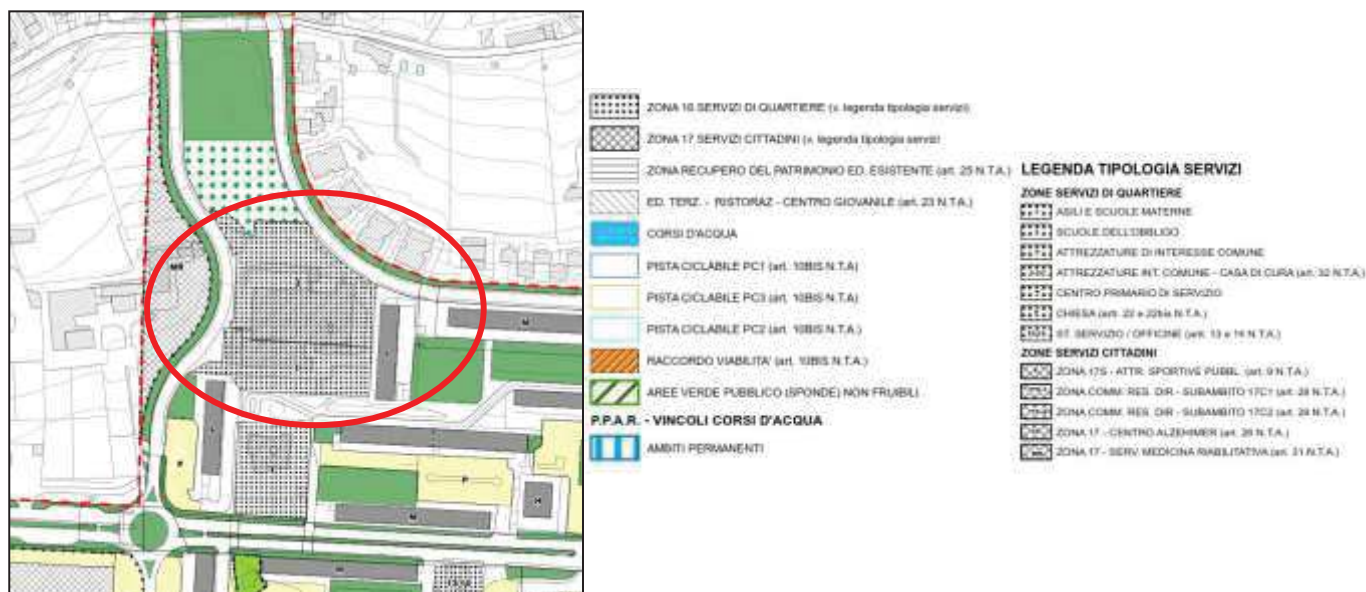 ZONA 16 SERVIZI DI QUARTIERE (v. legenda tipologia servizi)
ZONA 17 SERVIZI CITTADINI (v. legenda tipologia servizi
ZONA RECUPERO DEL PATRIMONIO ED. ESISTENTE (art. 25 N.T.A.)
ED. TERZ. - RISTORAZ - CENTRO GIOVANILE (art. 23 N.T.A.)
CORSI D'ACQUA
PISTA CICLABILE PC1 (art. 10BIS N.T.A)
PISTA CICLABILE PC3 (art. 10BIS N.T.A)
PISTA CICLABILE PC2 (art. 10BIS N.T.A.)
RACCORDO VIABILITA' (art. 10BIS N.T.A.)
AREE VERDE PUBBLICO (SPONDE) NON FRUIBILI
P.P.A.R. - VINCOLI CORSI D'ACQUA
AMBITI PERMANENTI
LEGENDA TIPOLOGIA SERVIZI
ZONE SERVIZI DI QUARTIERE
ASILI E SCUOLE MATERNE
SCUOLE DELL'OBBLIGO
ATTREZZATURE DI INTERESSE COMUNE
ATTREZZATURE INT. COMUNE - CASA DI CURA (art. 32 N.T.A.)
CENTRO PRIMARIO DI SERVIZIO
CHIESA (artt. 22 e 22bis N.T.A.)
ST. SERVIZIO / OFFICINE (art. 13 e 16 N.T.A.)
ZONE SERVIZI CITTADINI
ZONA 17S - ATTR. SPORTIVE PUBBL. (art. 9 N.T.A.)
ZONA COMM. RES. DIR - SUBAMBITO 17C1 (art. 28 N.T.A.)
ZONA COMM. RES. DIR - SUBAMBITO 17C2 (art. 28 N.T.A.)
ZONA 17 - CENTRO ALZEHIMER (art. 26 N.T.A.)
ZONA 17 - SERV. MEDICINA RIABILITATIVA (art. 31 N.T.A.)
MR
M
P
P
M
H
M